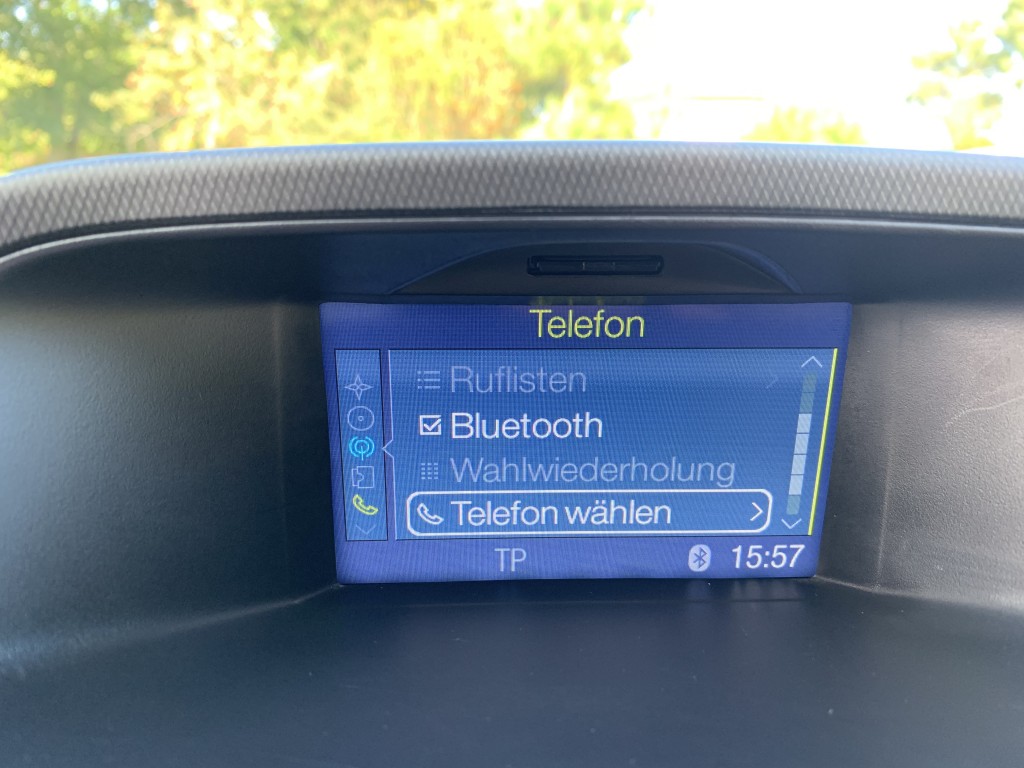 Telefon
Ruflisten
Bluetooth
Wahlwiederholung
Telefon wählen
TP 15:57